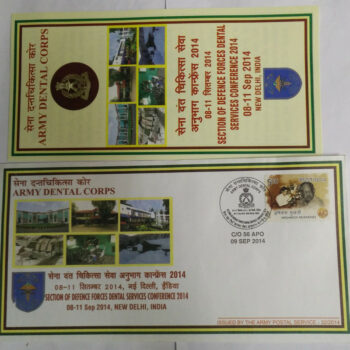 सेना दन्तचिकित्सा कोर
ARMY DENTAL CORPS
सेना दंत चिकित्सा सेवा
अनुभाग कान्फ्रेंस 2014
08-11 सितम्बर 2014
SECTION OF DEFENCE FORCES DENTAL
SERVICES CONFERENCE 2014
08-11 Sep 2014
NEW DELHI, INDIA
सेना दन्तचिकित्सा कोर
ARMY DENTAL CORPS
C/O 56 APO
09 SEP 2014
सेना दंत चिकित्सा सेवा अनुभाग कान्फ्रेंस 2014
08-11 सितम्बर 2014, नई दिल्ली, इंडिया
SECTION OF DEFENCE FORCES DENTAL SERVICES CONFERENCE 2014
08-11 Sep 2014, NEW DELHI, INDIA
ISSUED BY THE ARMY POSTAL SERVICE - 32/2014